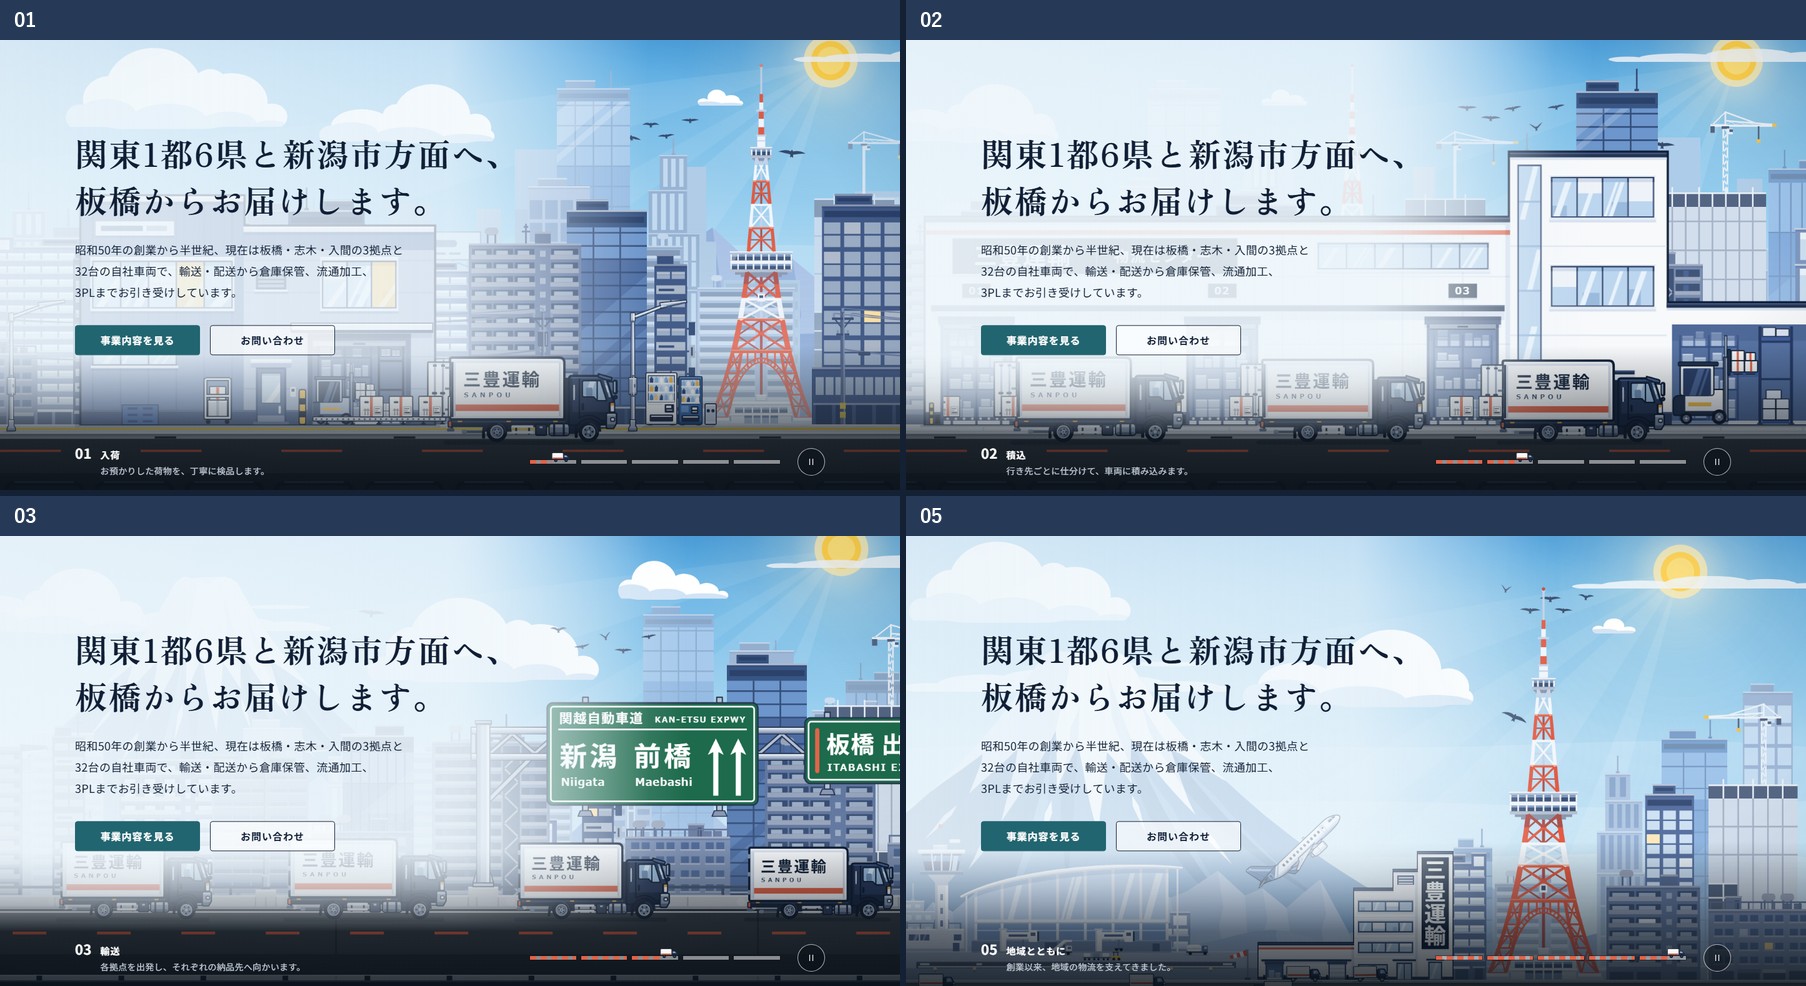 01
関東1都6県と新潟市方面へ、
板橋からお届けします。
昭和50年の創業から半世紀、現在は板橋・志木・入間の3拠点と
32台の自社車両で、輸送・配送から倉庫保管、流通加工、
3PLまでお引き受けしています。
事業内容を見る
お問い合わせ
三豊運輸
SANPOU
01 入荷
お預かりした荷物を、丁寧に検品します。
02
関東1都6県と新潟市方面へ、
板橋からお届けします。
昭和50年の創業から半世紀、現在は板橋・志木・入間の3拠点と
32台の自社車両で、輸送・配送から倉庫保管、流通加工、
3PLまでお引き受けしています。
02
03
事業内容を見る
お問い合わせ
三豊運輸
SANPOU
三豊運輸
SANPOU
三豊運輸
SANPOU
02 積込
行き先ごとに仕分けて、車両に積み込みます。
03
関東1都6県と新潟市方面へ、
板橋からお届けします。
昭和50年の創業から半世紀、現在は板橋・志木・入間の3拠点と
32台の自社車両で、輸送・配送から倉庫保管、流通加工、
3PLまでお引き受けしています。
事業内容を見る
お問い合わせ
関越自動車道 KAN-ETSU EXPWY
新潟 前橋
Niigata Maebashi
板橋 出
ITABASHI E
三豊運輸
SANPOU
三豊運輸
SANPOU
三豊運輸
SANPOU
三豊運輸
SANPOU
03 輸送
各拠点を出発し、それぞれの納品先へ向かいます。
05
関東1都6県と新潟市方面へ、
板橋からお届けします。
昭和50年の創業から半世紀、現在は板橋・志木・入間の3拠点と
32台の自社車両で、輸送・配送から倉庫保管、流通加工、
3PLまでお引き受けしています。
事業内容を見る
お問い合わせ
三豊運輸
05 地域とともに
創業以来、地域の物流を支えてきました。